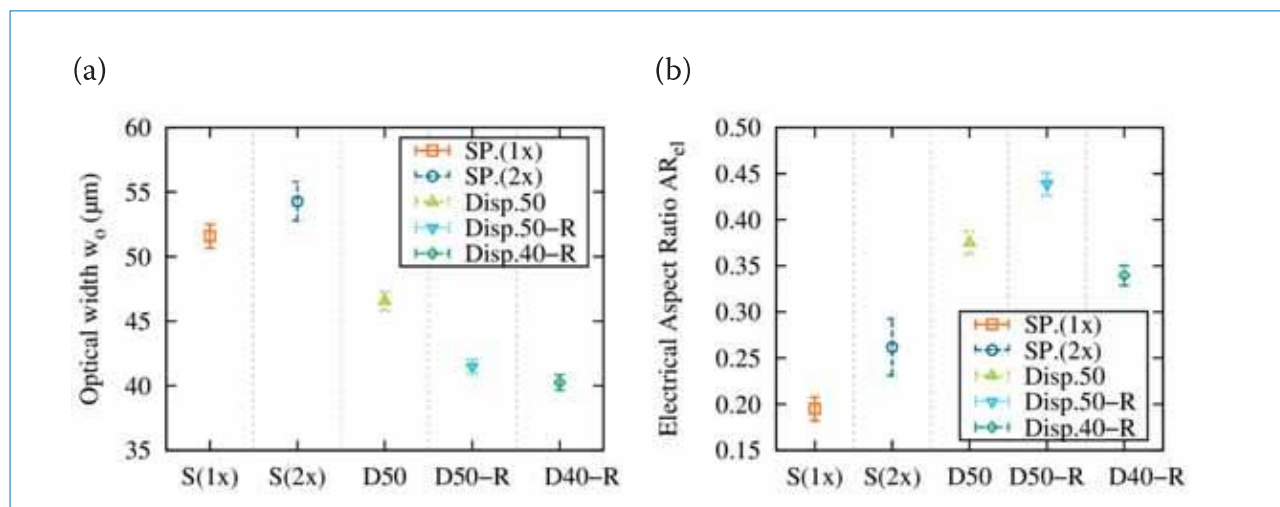 (a)
60
55
50
45
40
35
Optical width wo (μm)
SP.(1x)
SP.(2x)
Disp.50
Disp.50–R
Disp.40–R
S(1x) S(2x) D50 D50–R D40–R
(b)
0.50
0.45
0.40
0.35
0.30
0.25
0.20
0.15
Electrical Aspect Ratio ARel
SP.(1x)
SP.(2x)
Disp.50
Disp.50–R
Disp.40–R
S(1x) S(2x) D50 D50–R D40–R